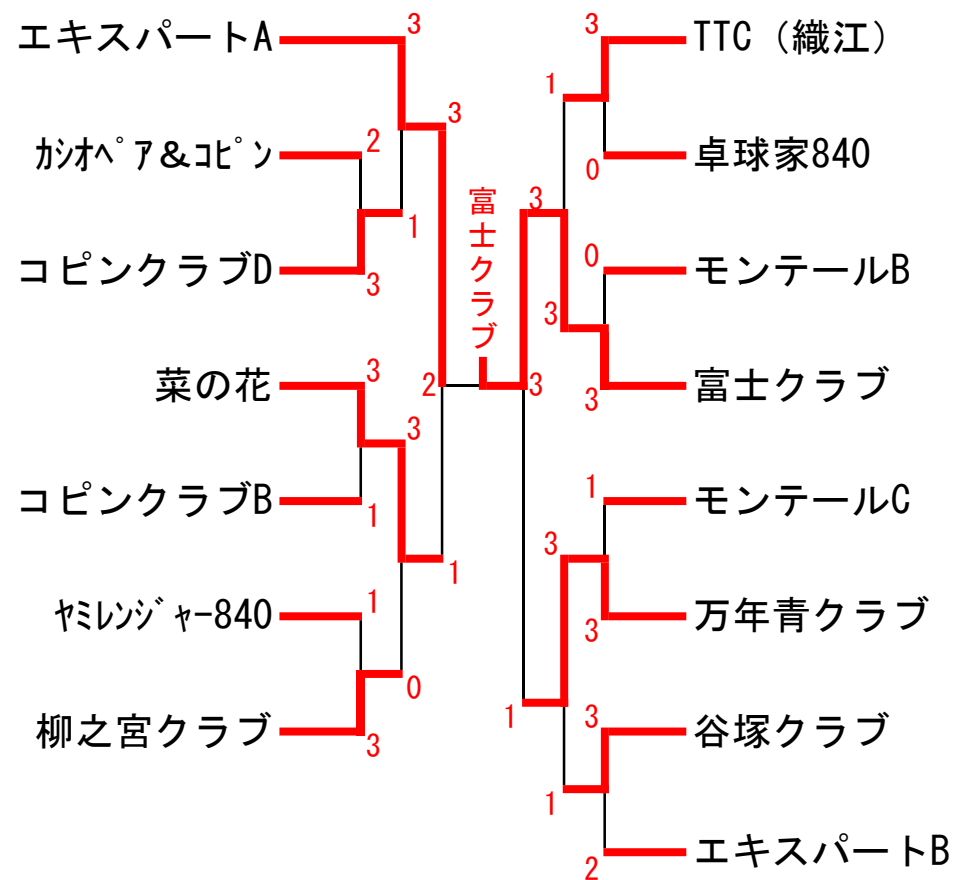 エキスパートA
3
3
TTC（織江）
1
3
2
ｶｼｵﾍﾟｱ&ｺﾋﾟﾝ
卓球家840
0
富士クラブ
3
1
コピンクラブD
3
0
モンテールB
3
菜の花
3
2
3
3
富士クラブ
3
コピンクラブB
1
1
モンテールC
3
1
ﾔﾐﾚﾝｼﾞｬｰ840
1
3
万年青クラブ
0
柳之宮クラブ
3
1
3
谷塚クラブ
1
2
エキスパートB